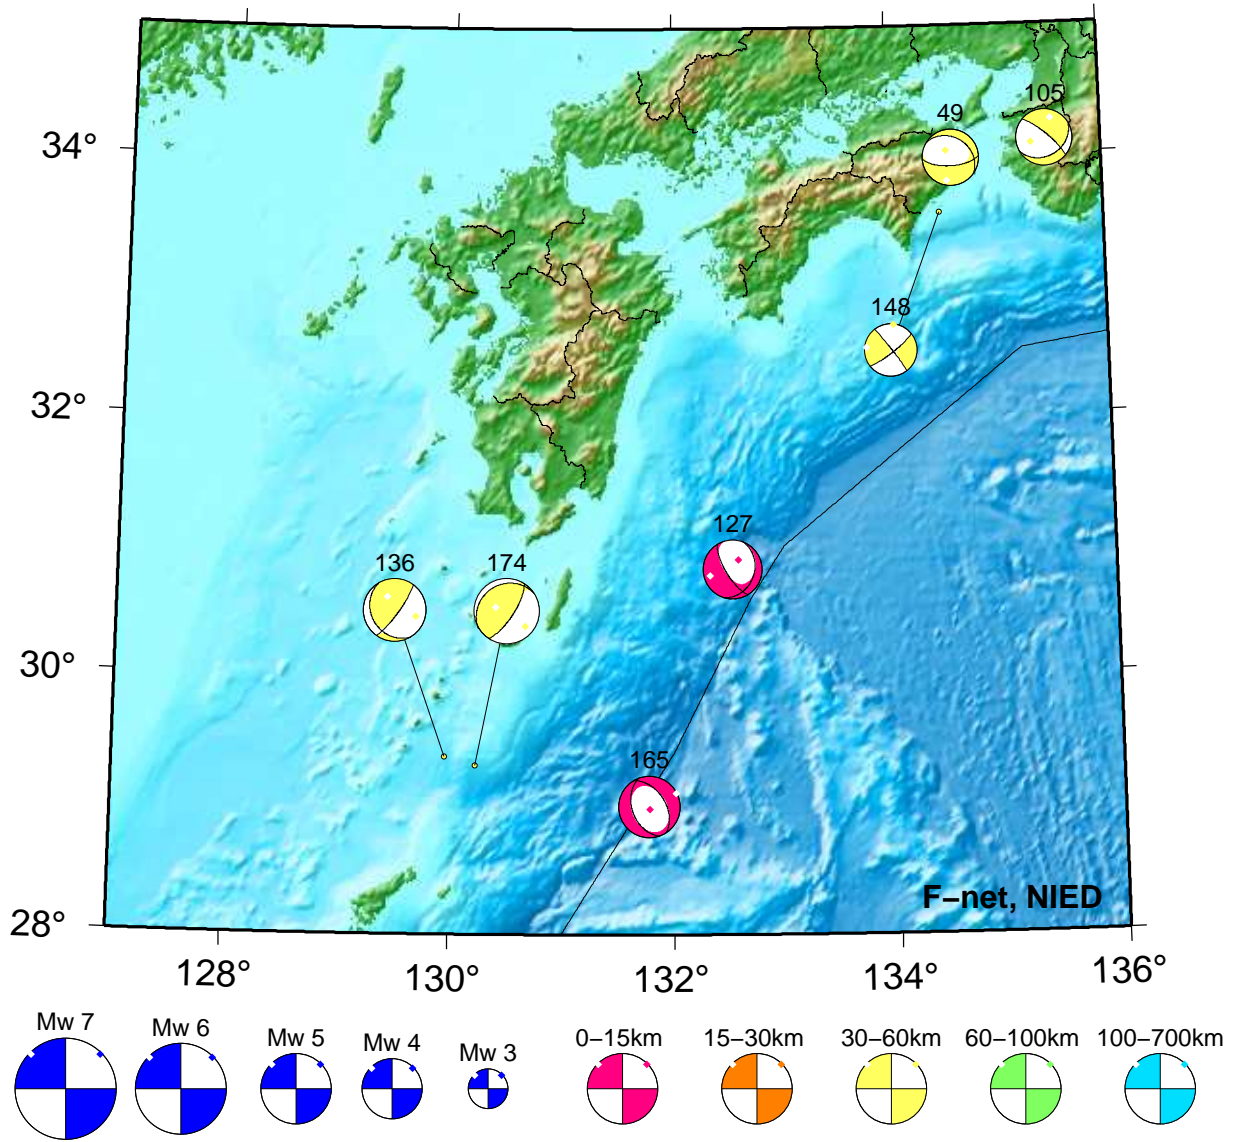 105
49
34°
148
32°
127
136
174
30°
165
F–net, NIED
28°
128°
130°
132°
134°
136°
Mw 7
Mw 6
Mw 5
Mw 4
Mw 3
0–15km
15–30km
30–60km
60–100km
100–700km